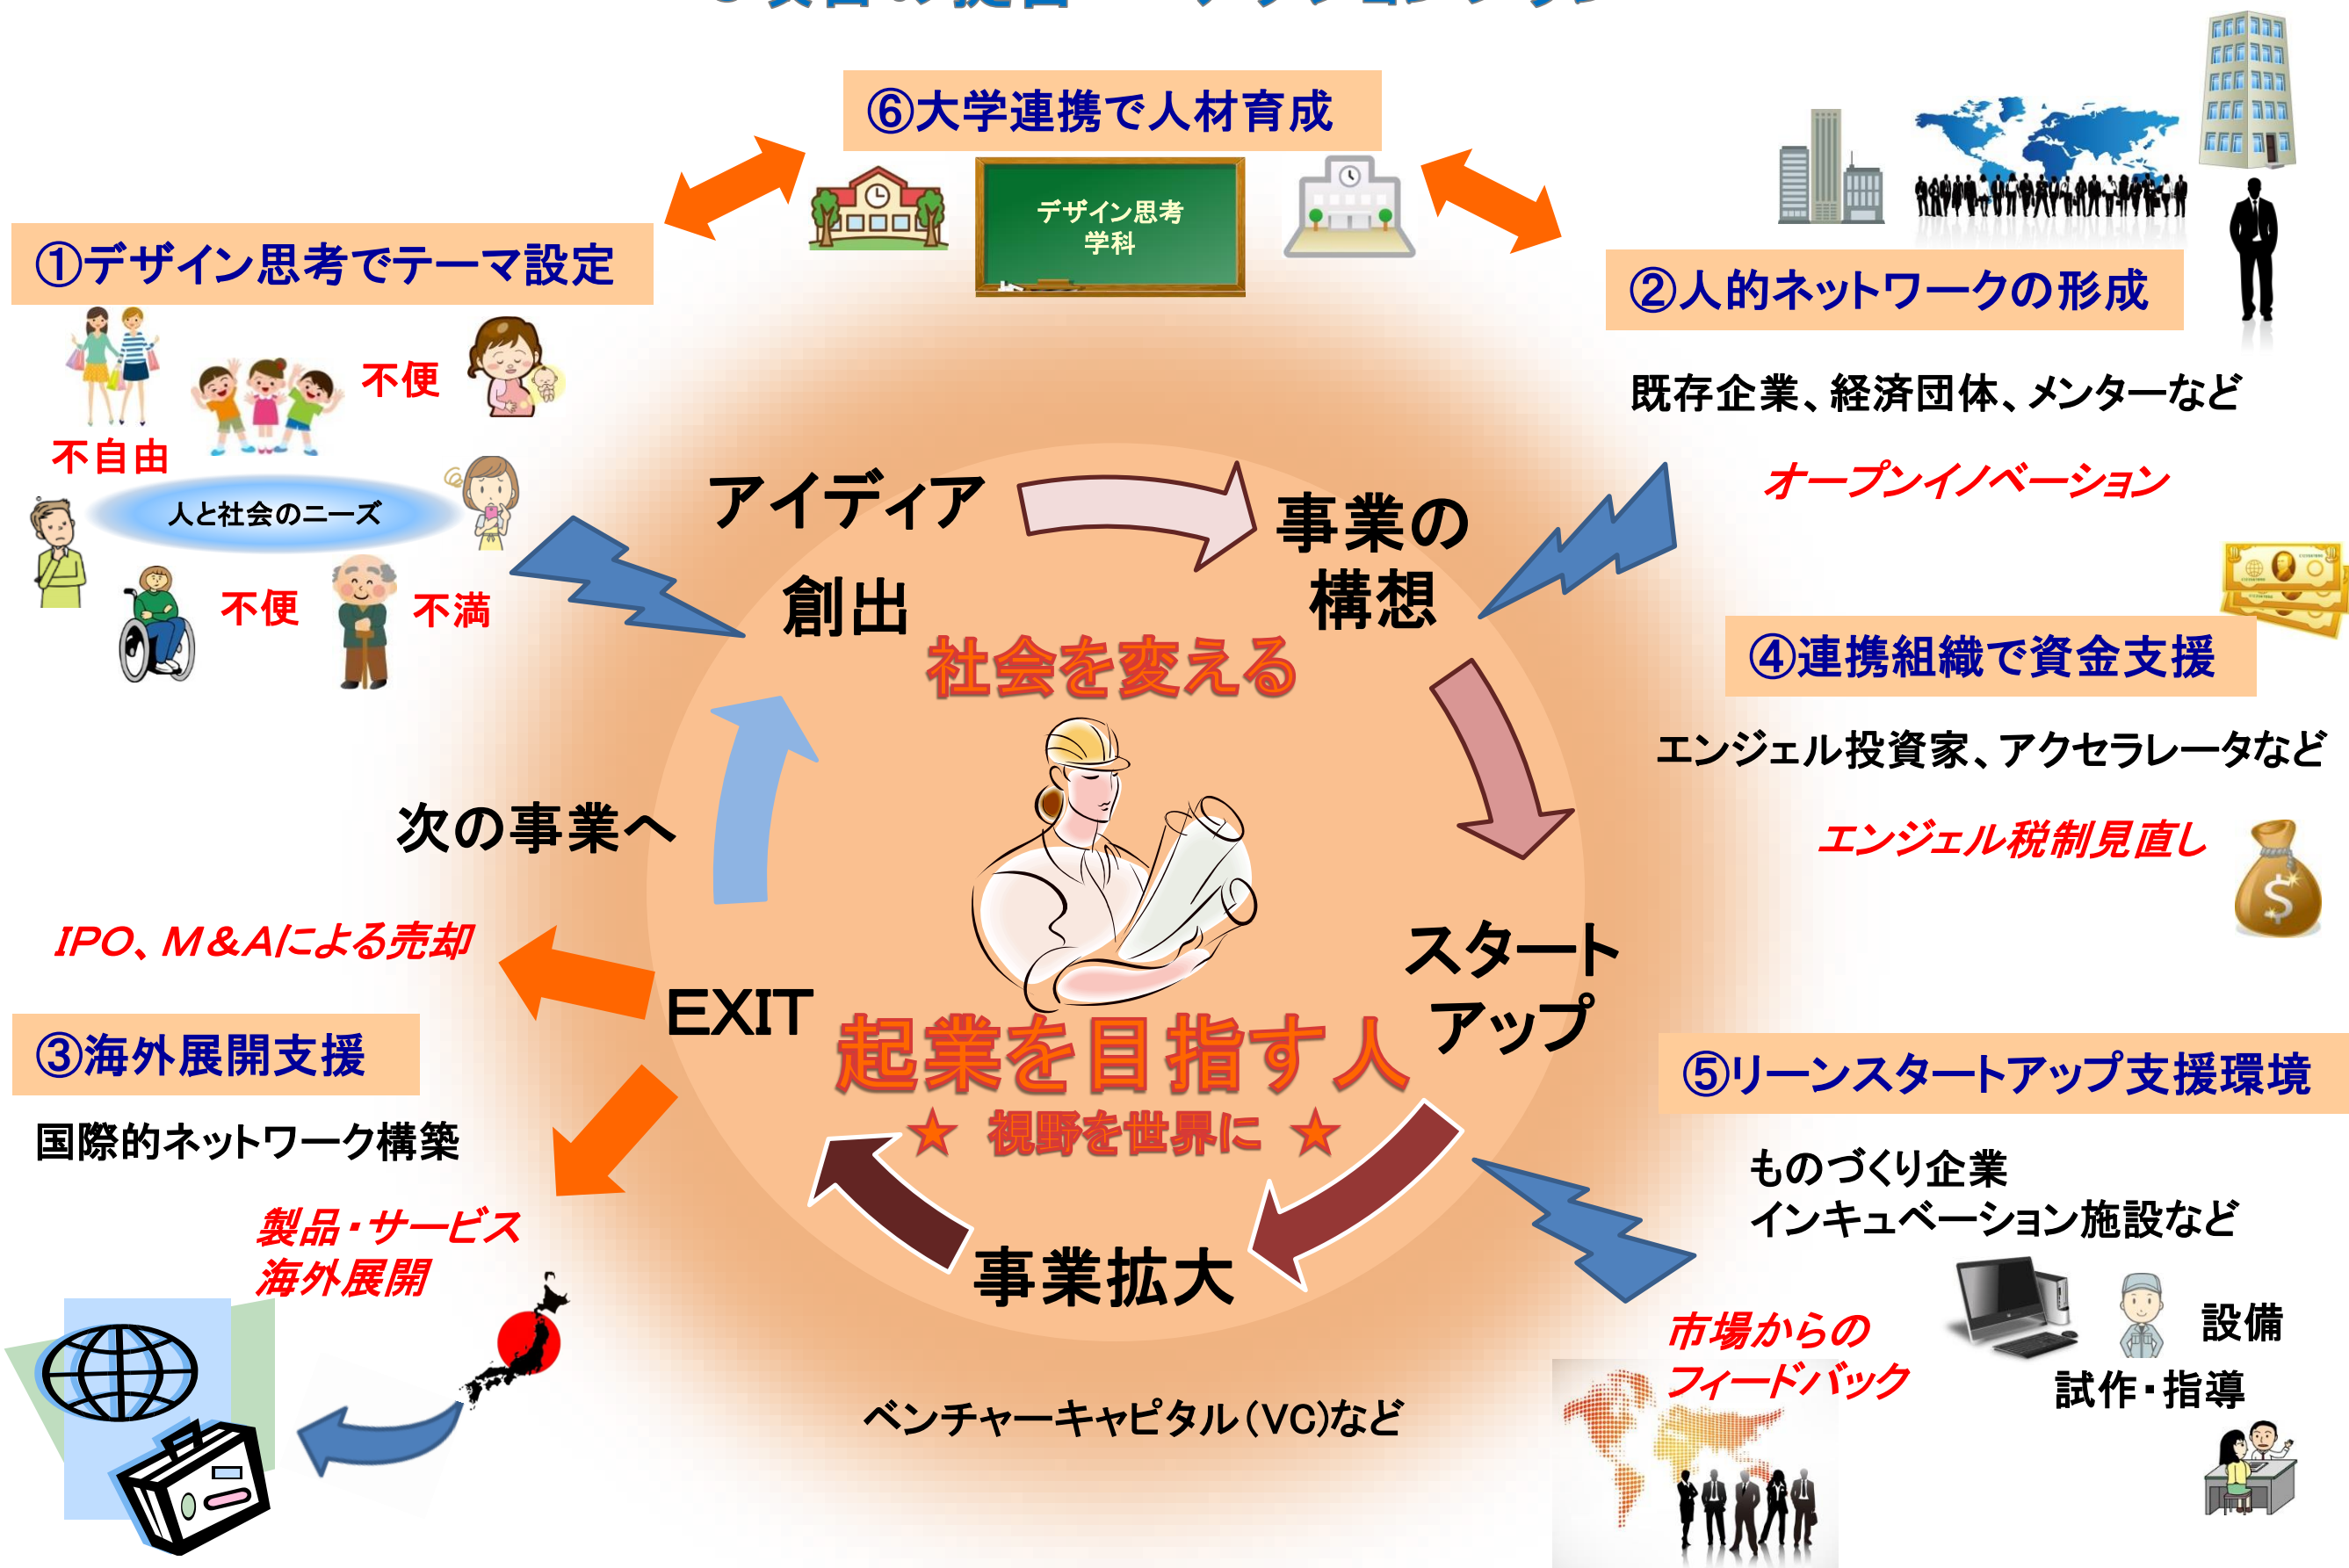 ⑥大学連携で人材育成
デザイン思考
学科
①デザイン思考でテーマ設定
不便
不自由
人と社会のニーズ
不便
不満
②人的ネットワークの形成
既存企業、経済団体、メンターなど
オープンイノベーション
④連携組織で資金支援
エンジェル投資家、アクセラレータなど
エンジェル税制見直し
アイディア
創出
事業の
構想
社会を変える
次の事業へ
スタート
アップ
IPO、M&Aによる売却
EXIT
起業を目指す人
★ 視野を世界に ★
③海外展開支援
国際的ネットワーク構築
製品・サービス
海外展開
⑤リーンスタートアップ支援環境
ものづくり企業
インキュベーション施設など
設備
試作・指導
市場からの
フィードバック
事業拡大
ベンチャーキャピタル(VC)など